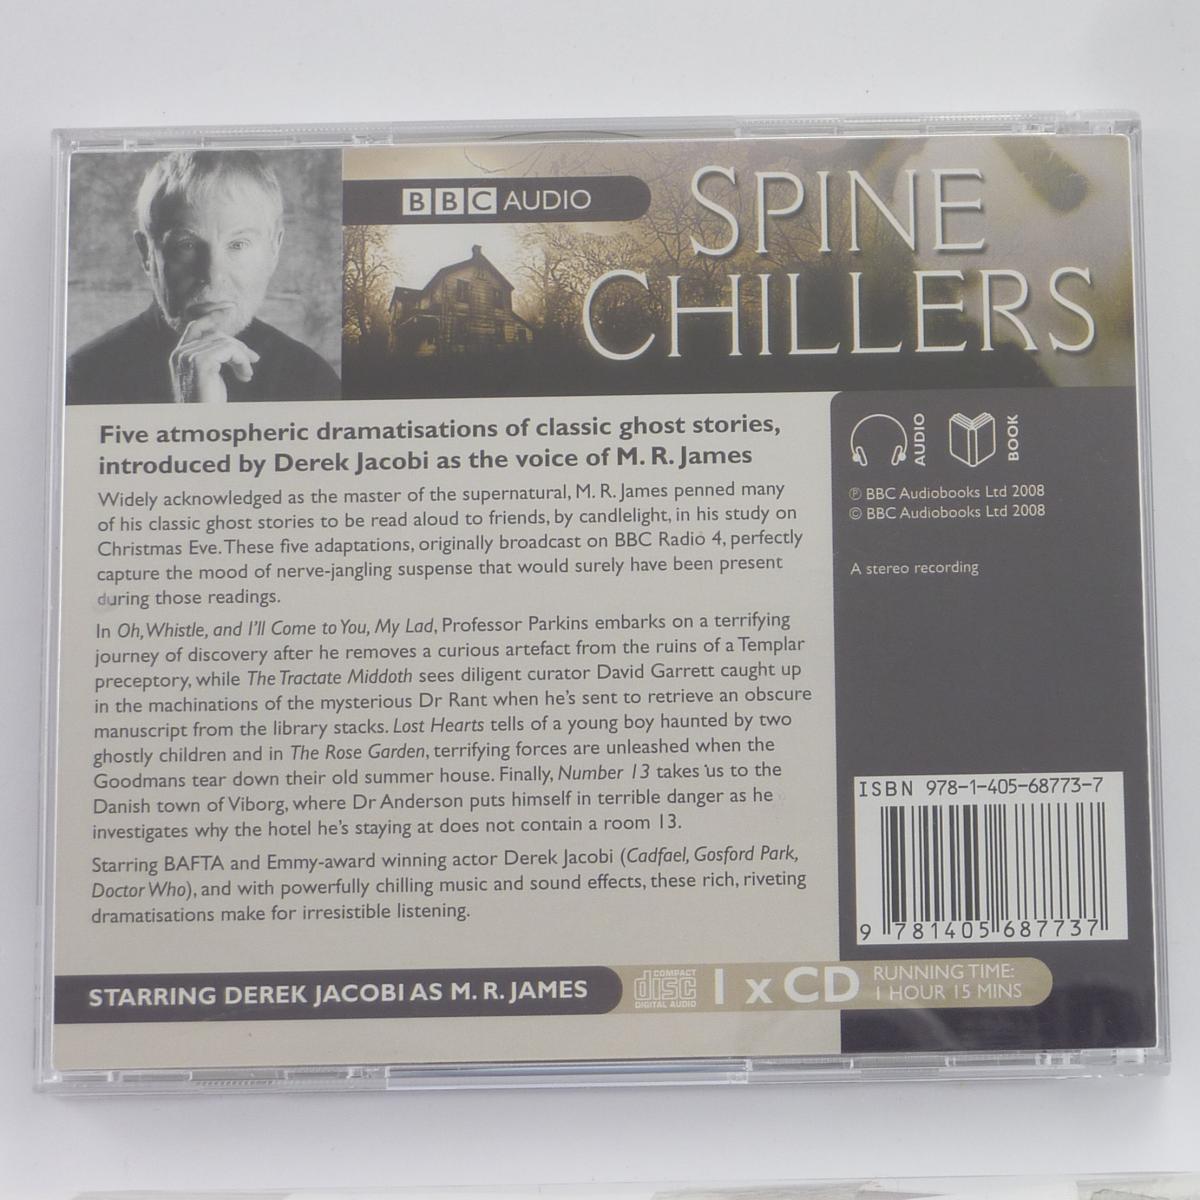 BBC AUDIO
SPINE
CHILLERS
Five atmospheric dramatisations of classic ghost stories,
introduced by Derek Jacobi as the voice of M. R. James
Widely acknowledged as the master of the supernatural, M. R. James penned many
of his classic ghost stories to be read aloud to friends, by candlelight, in his study on
Christmas Eve. These five adaptations, originally broadcast on BBC Radio 4, perfectly
capture the mood of nerve-jangling suspense that would surely have been present
during those readings.
In Oh, Whistle, and I'll Come to You, My Lad, Professor Parkins embarks on a terrifying
journey of discovery after he removes a curious artefact from the ruins of a Templar
preceptory, while The Tractate Middoth sees diligent curator David Garrett caught up
in the machinations of the mysterious Dr Rant when he's sent to retrieve an obscure
manuscript from the library stacks. Lost Hearts tells of a young boy haunted by two
ghostly children and in The Rose Garden, terrifying forces are unleashed when the
Goodmans tear down their old summer house. Finally, Number 13 takes us to the
Danish town of Viborg, where Dr Anderson puts himself in terrible danger as he
investigates why the hotel he's staying at does not contain a room 13.
Starring BAFTA and Emmy-award winning actor Derek Jacobi (Cadfael, Gosford Park,
Doctor Who), and with powerfully chilling music and sound effects, these rich, riveting
dramatisations make for irresistible listening.
STARRING DEREK JACOBI AS M. R. JAMES
COMPACT
disc
DIGITAL AUDIO
1 x CD
RUNNING TIME:
1 HOUR 15 MINS
AUDIO
BOOK
℗ BBC Audiobooks Ltd 2008
© BBC Audiobooks Ltd 2008
A stereo recording
ISBN 978-1-405-68773-7
9 781405 687737